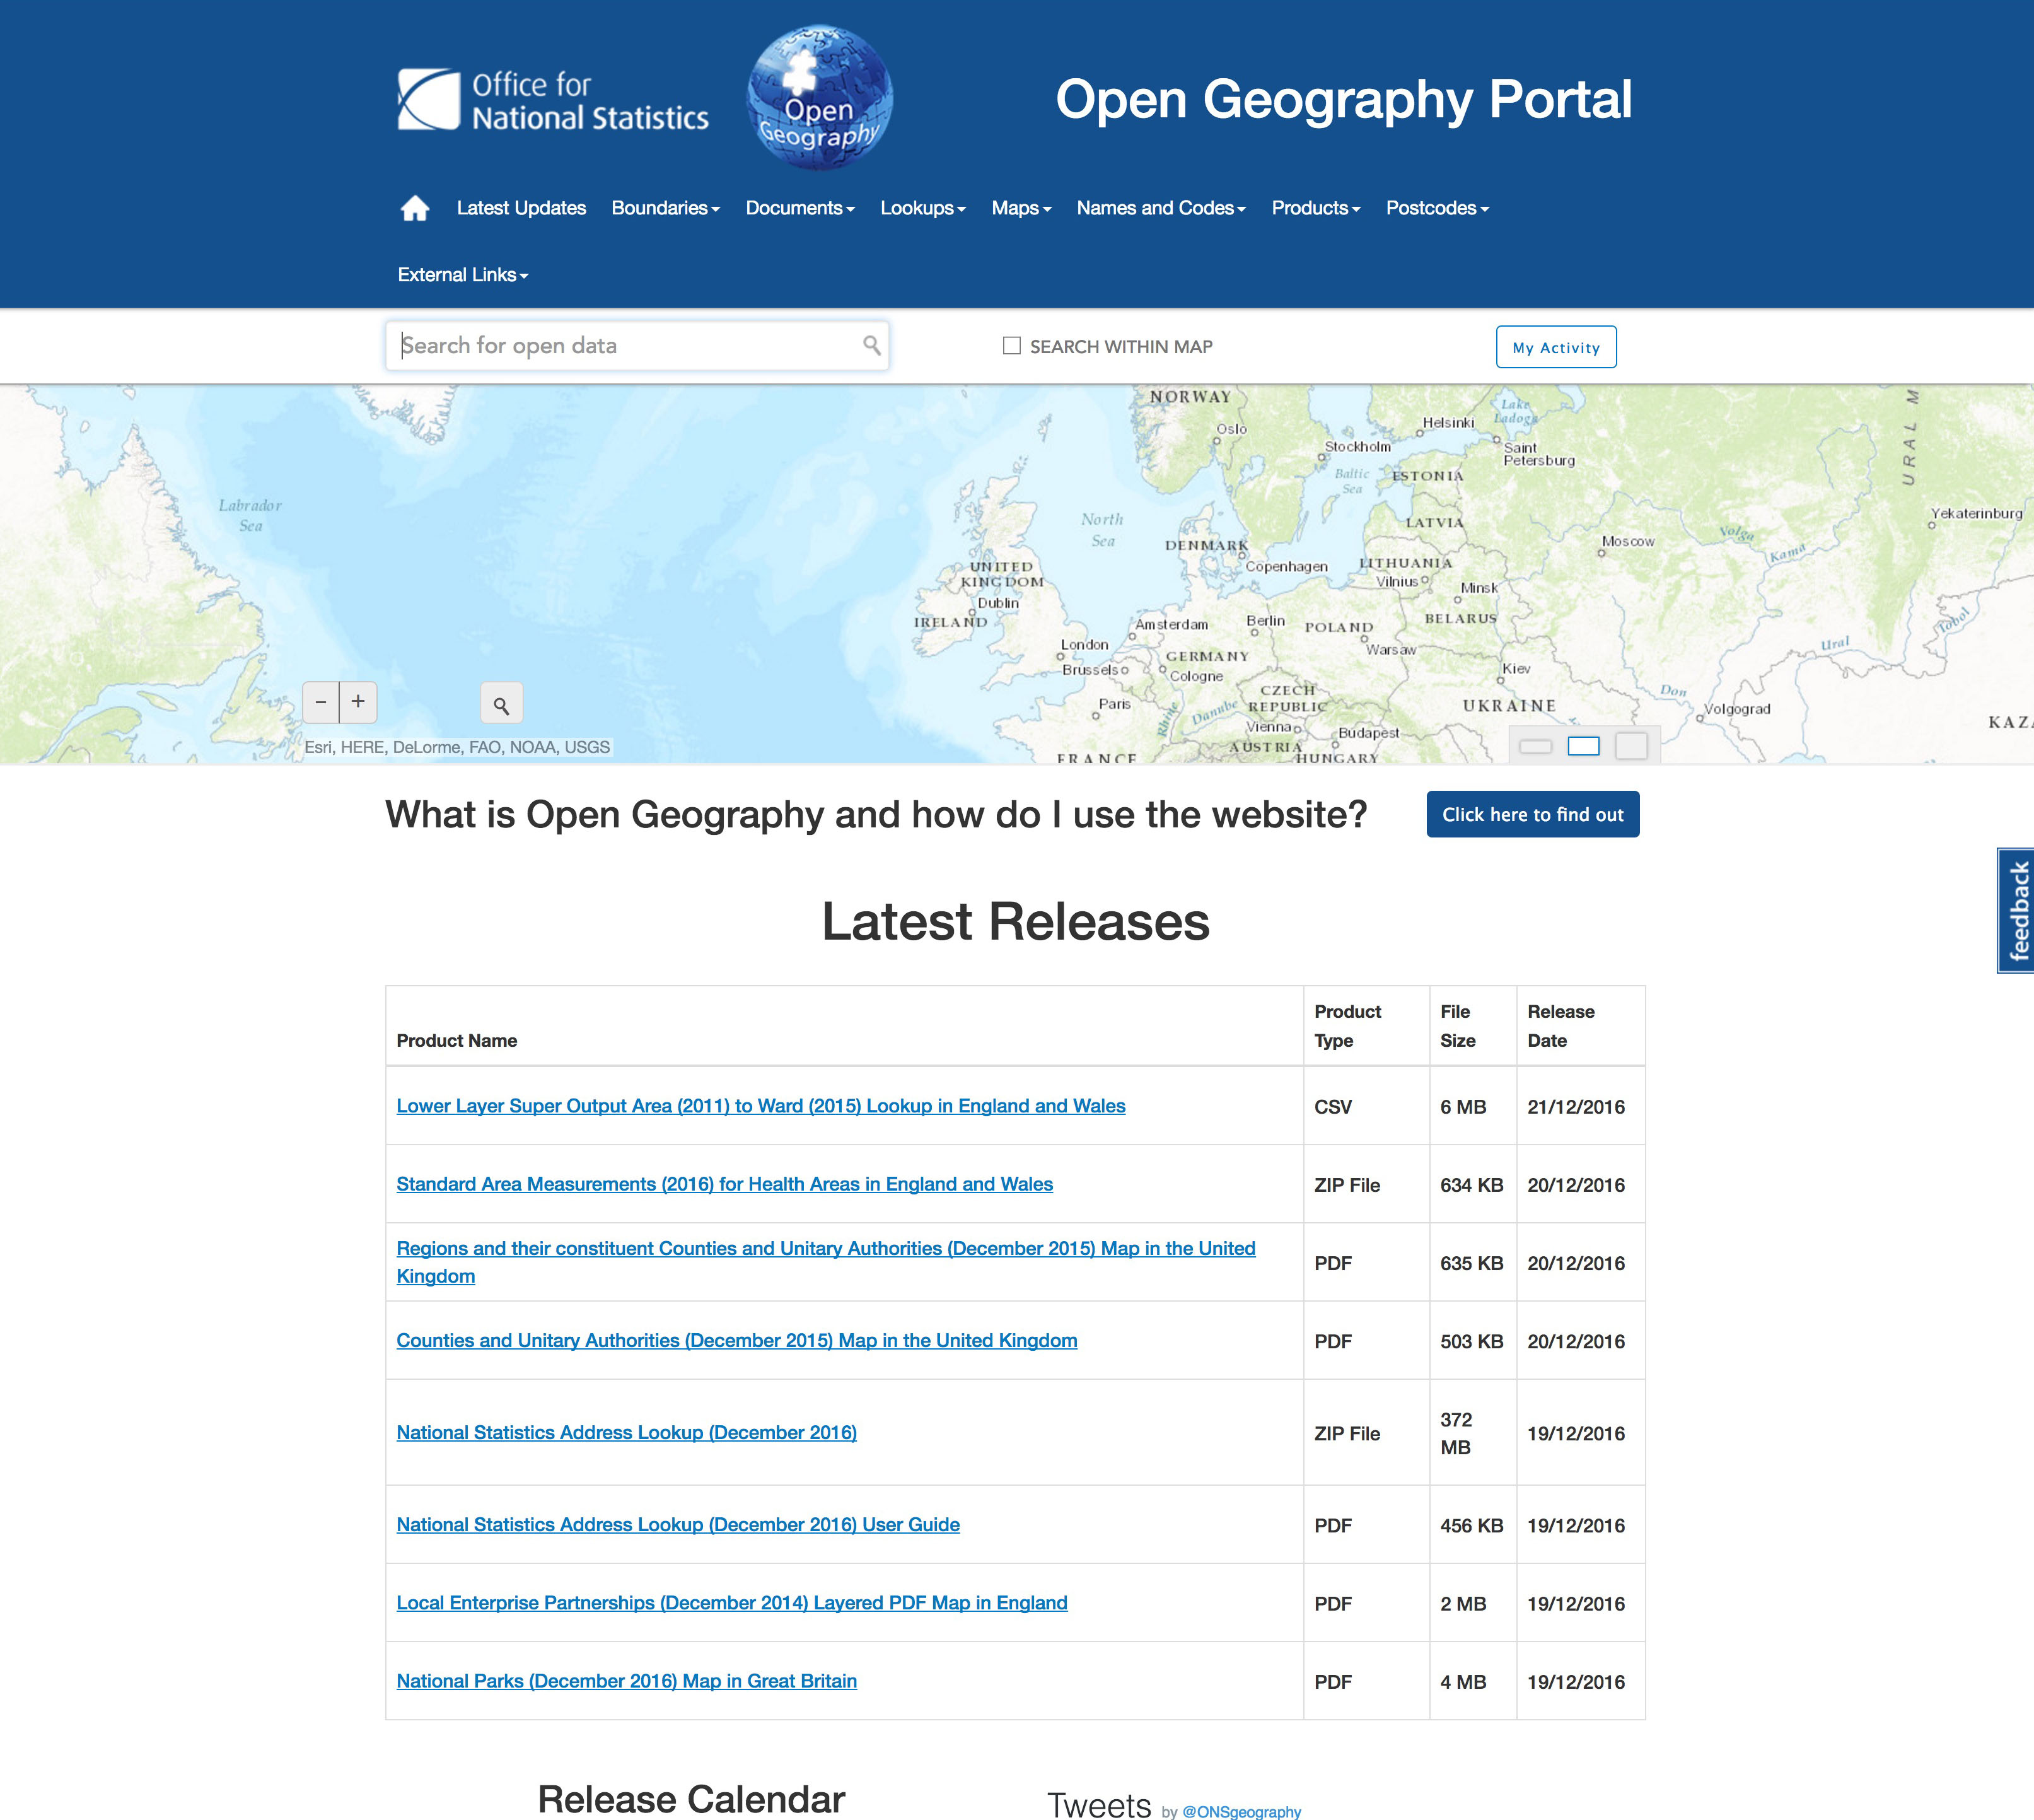 Office for
National Statistics
Open
Geography
Open Geography Portal
Latest Updates Boundaries Documents Lookups Maps Names and Codes Products Postcodes
External Links
Search for open data
SEARCH WITHIN MAP
My Activity
NORWAY
Oslo
Helsinki
Lake
Ladoga
Stockholm
Saint
Petersburg
URAL M
Baltic
Sea
ESTONIA
Labrador
Sea
North
Sea
LATVIA
Yekaterinburg
DENMARK
Moscow
Volga
Kama
UNITED
KINGDOM
Copenhagen
LITHUANIA
Vilnius
Minsk
Dublin
IRELAND
Amsterdam
Berlin
POLAND
BELARUS
Tobol
London
Brussels
GERMANY
Cologne
Warsaw
Ural
Kiev
Paris
Rhine
Danube
CZECH
REPUBLIC
UKRAINE
Don
Volgograd
KAZA
Vienna
Budapest
AUSTRIA
HUNGARY
FRANCE
− +
Esri, HERE, DeLorme, FAO, NOAA, USGS
What is Open Geography and how do I use the website?
Click here to find out
feedback
Latest Releases
Product Name Product Type File Size Release Date
Lower Layer Super Output Area (2011) to Ward (2015) Lookup in England and Wales CSV 6 MB 21/12/2016
Standard Area Measurements (2016) for Health Areas in England and Wales ZIP File 634 KB 20/12/2016
Regions and their constituent Counties and Unitary Authorities (December 2015) Map in the United
Kingdom PDF 635 KB 20/12/2016
Counties and Unitary Authorities (December 2015) Map in the United Kingdom PDF 503 KB 20/12/2016
National Statistics Address Lookup (December 2016) ZIP File 372 MB 19/12/2016
National Statistics Address Lookup (December 2016) User Guide PDF 456 KB 19/12/2016
Local Enterprise Partnerships (December 2014) Layered PDF Map in England PDF 2 MB 19/12/2016
National Parks (December 2016) Map in Great Britain PDF 4 MB 19/12/2016
Release Calendar
Tweets by @ONSgeography